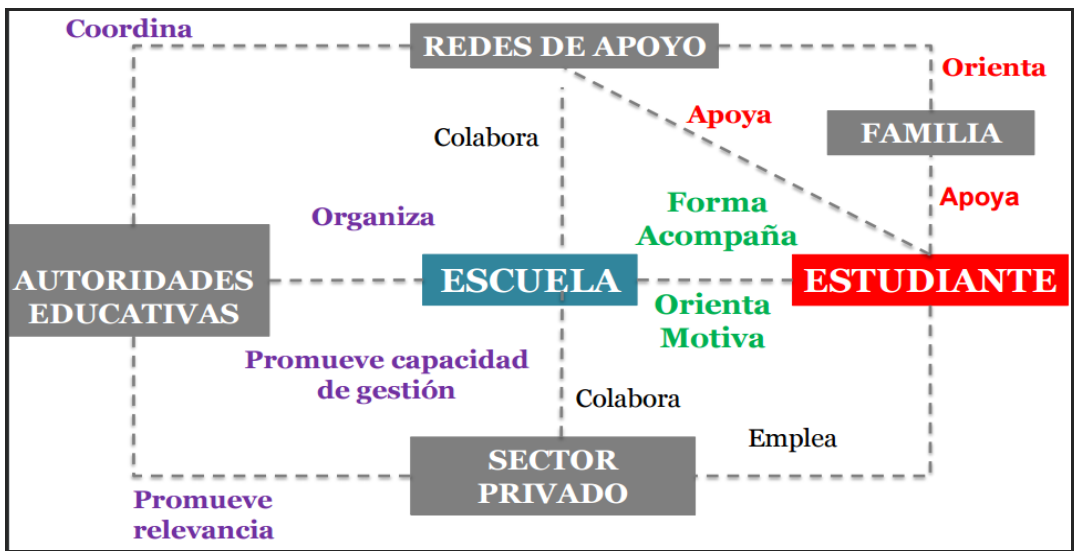 Coordina
REDES DE APOYO
Orienta
Apoya
FAMILIA
Colabora
Apoya
Organiza
Forma
Acompaña
AUTORIDADES
EDUCATIVAS
ESCUELA
ESTUDIANTE
Orienta
Motiva
Promueve capacidad
de gestión
Colabora
Emplea
SECTOR
PRIVADO
Promueve
relevancia